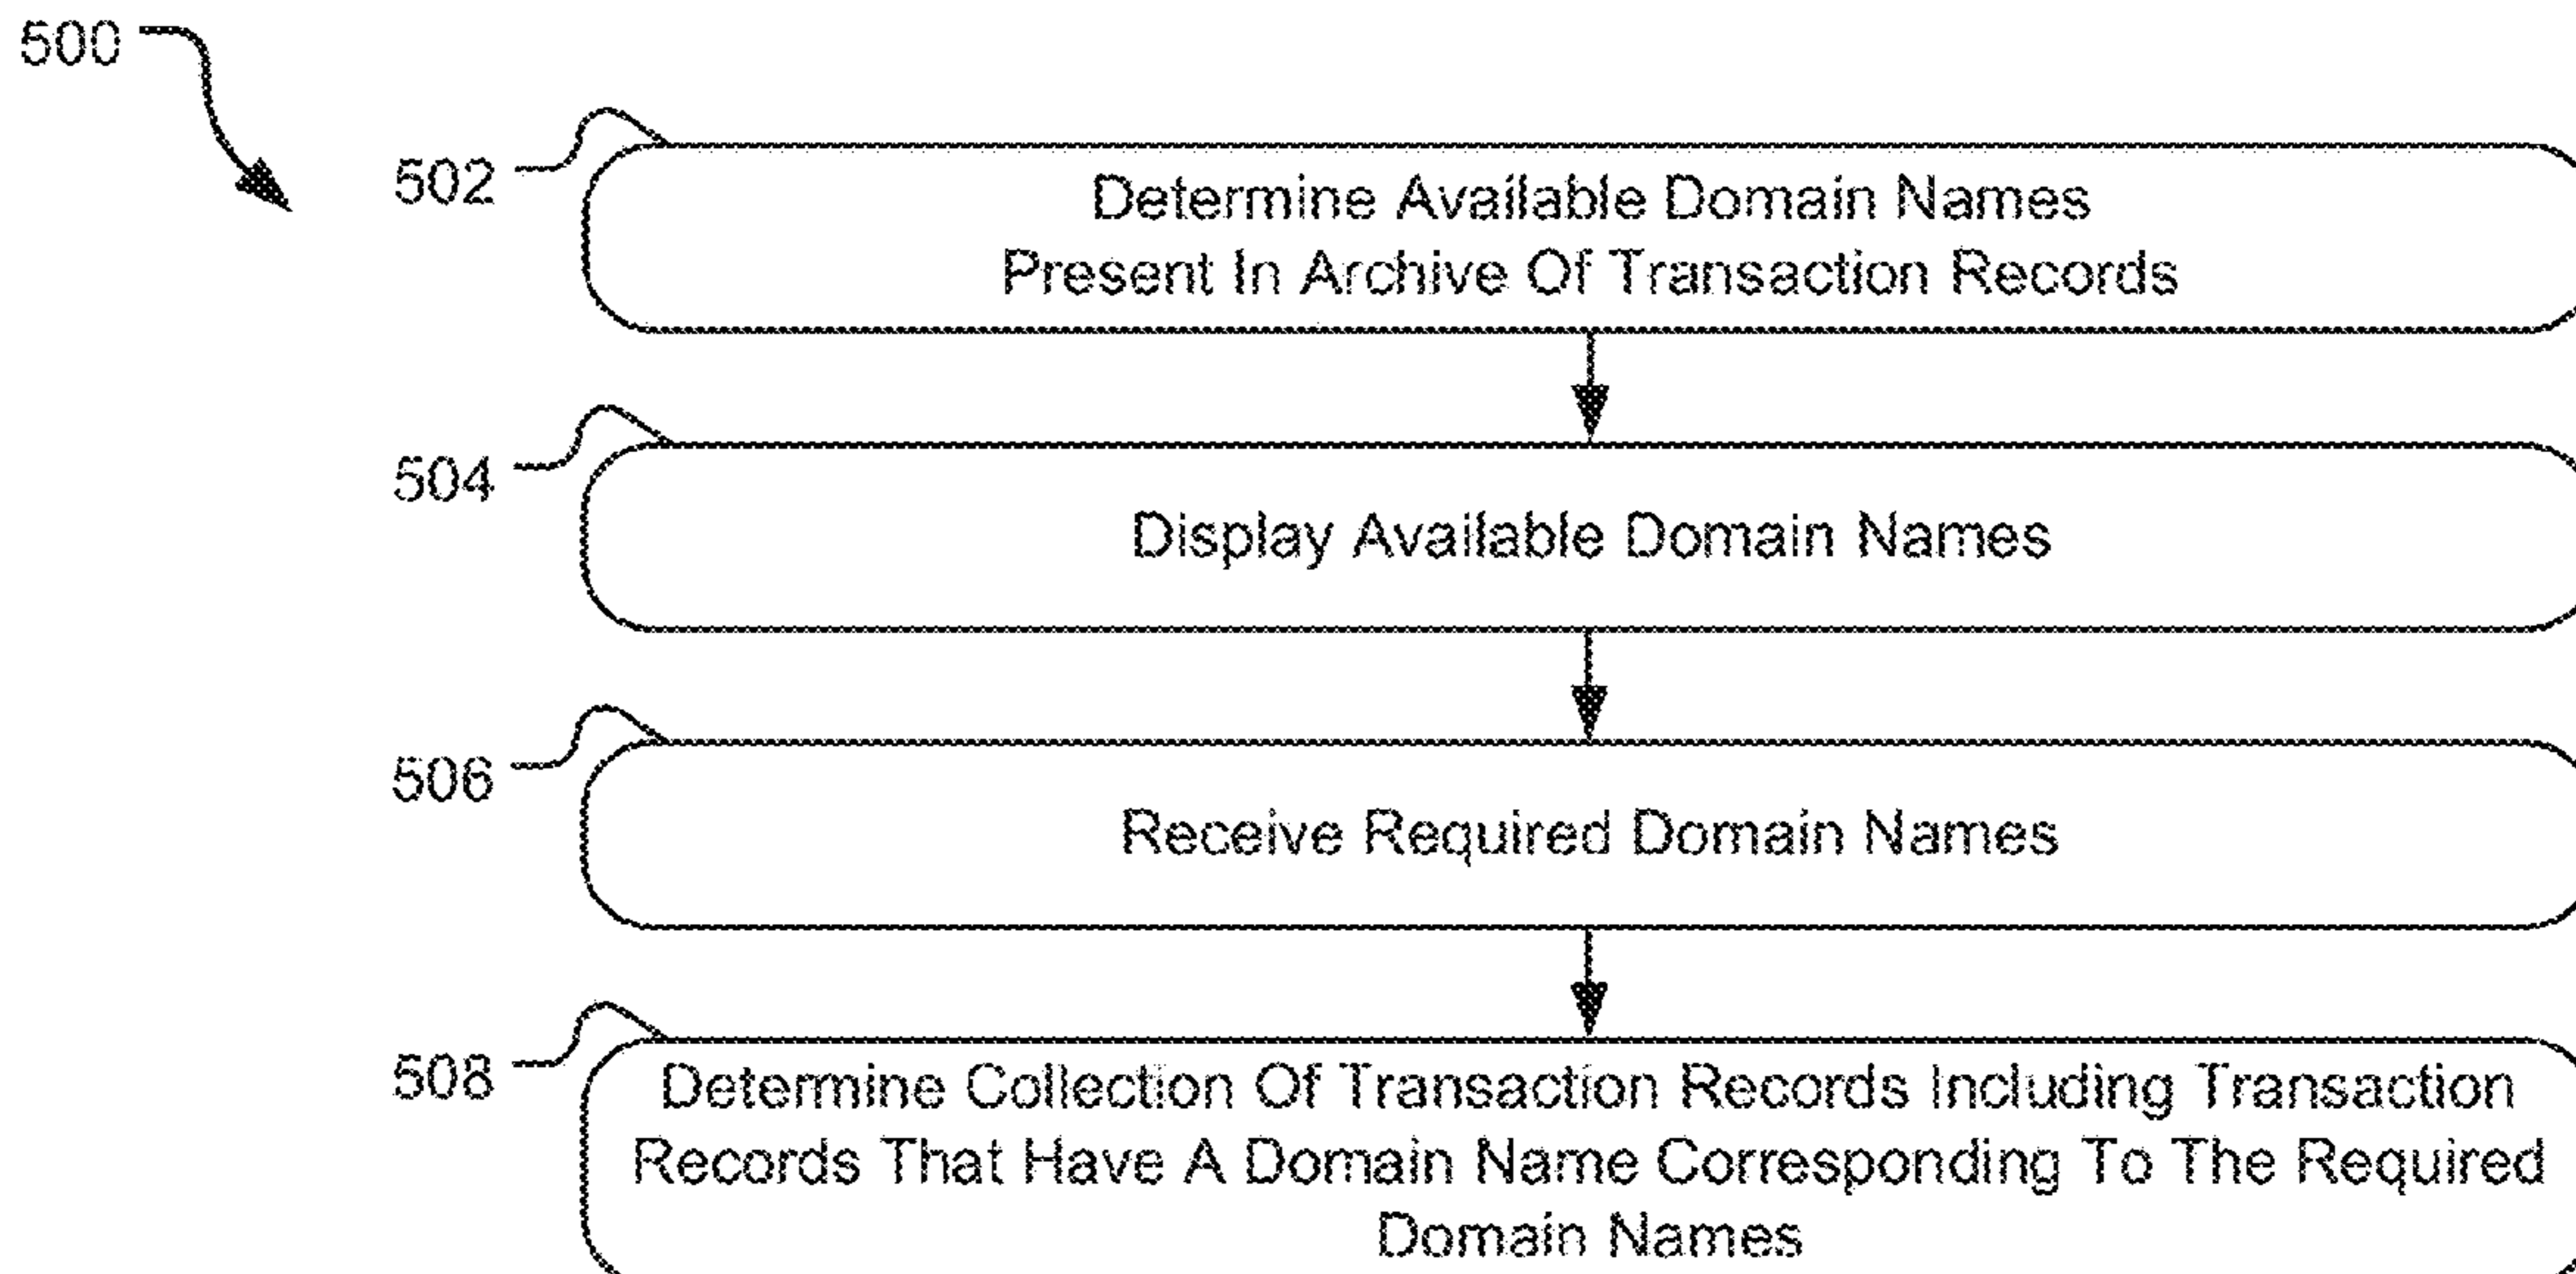 500
502
Determine Available Domain Names
Present In Archive Of Transaction Records
504
Display Available Domain Names
506
Receive Required Domain Names
508
Determine Collection Of Transaction Records Including Transaction
Records That Have A Domain Name Corresponding To The Required
Domain Names